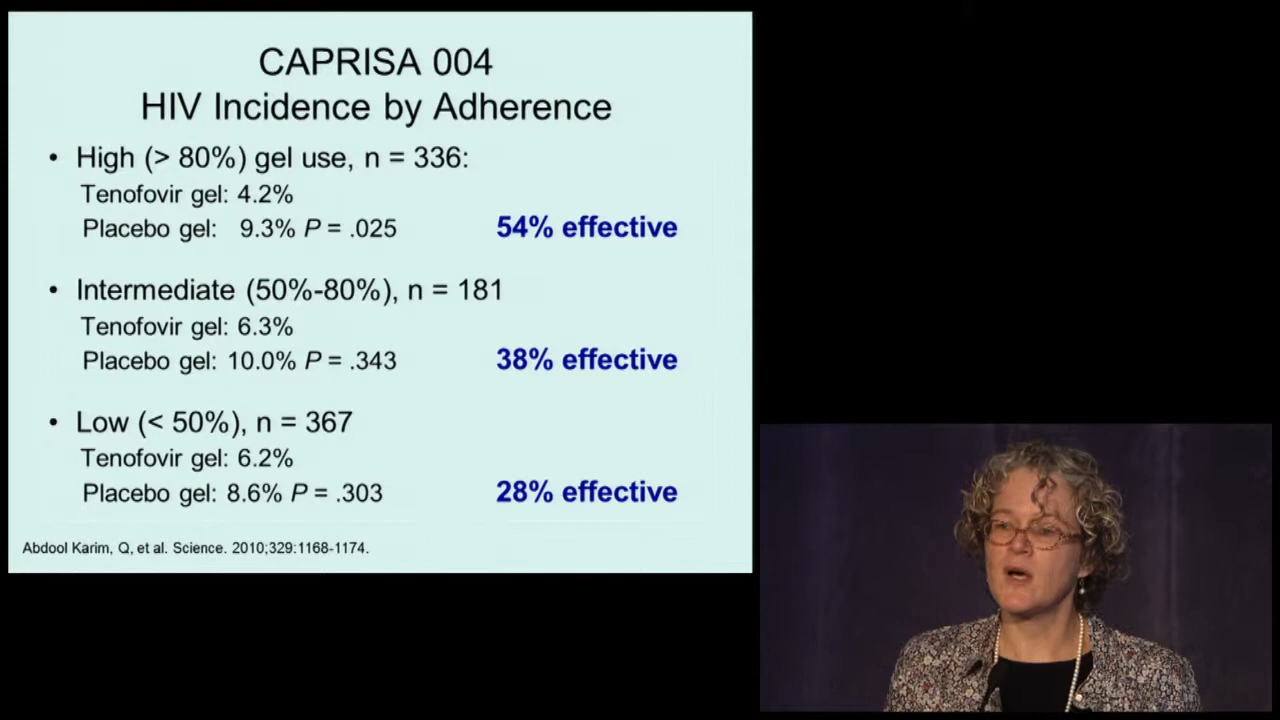 CAPRISA 004
HIV Incidence by Adherence
• High (> 80%) gel use, n = 336:
Tenofovir gel: 4.2%
Placebo gel: 9.3% P = .025 54% effective
• Intermediate (50%-80%), n = 181
Tenofovir gel: 6.3%
Placebo gel: 10.0% P = .343 38% effective
• Low (< 50%), n = 367
Tenofovir gel: 6.2%
Placebo gel: 8.6% P = .303 28% effective
Abdool Karim, Q, et al. Science. 2010;329:1168-1174.